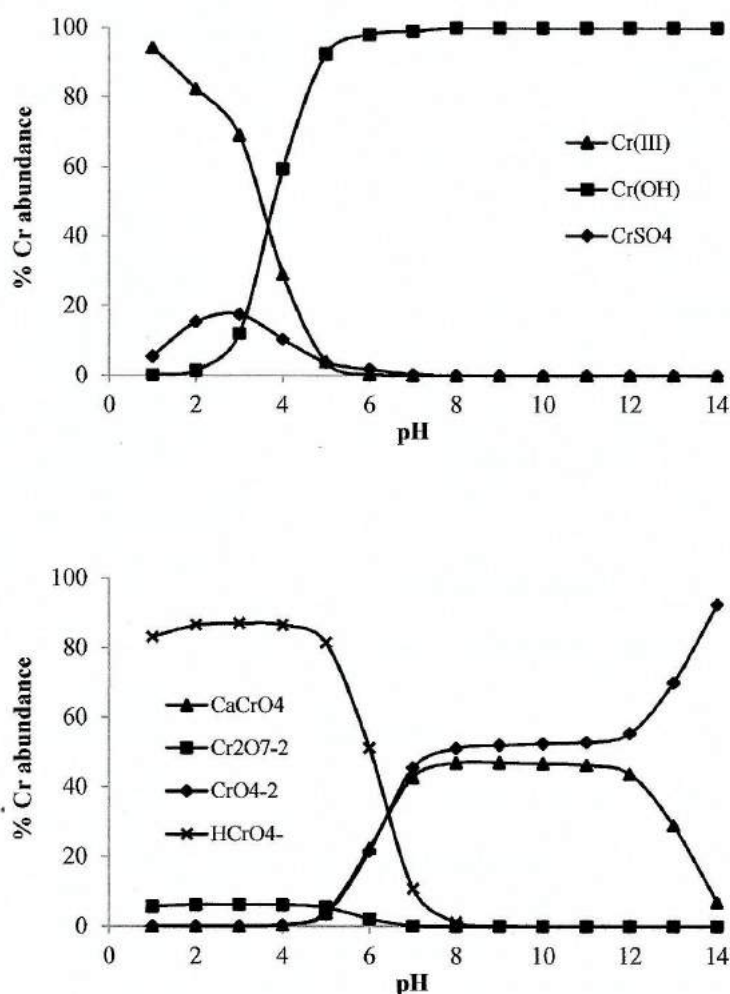 100
80
60
40
20
0
% Cr abundance
Cr(III)
Cr(OH)
CrSO4
0 2 4 6 8 10 12 14
pH
100
80
60
40
20
0
% Cr abundance
CaCrO4
Cr2O7-2
CrO4-2
HCrO4-
0 2 4 6 8 10 12 14
pH